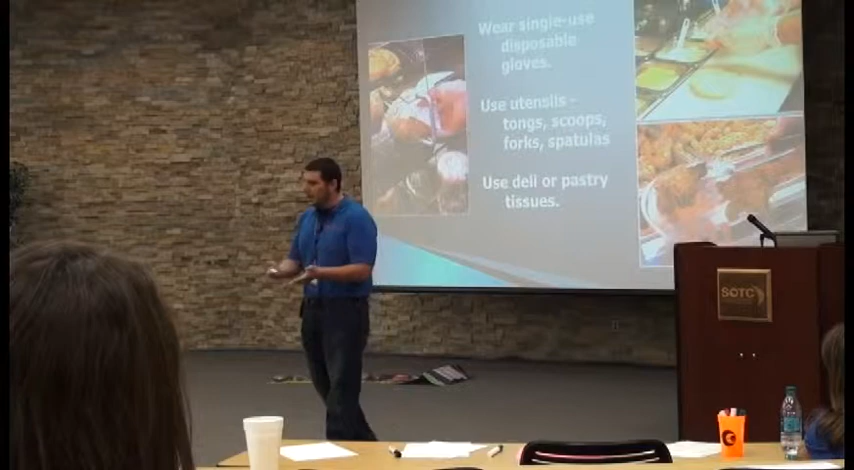 Wear single-use
disposable
gloves.
Use utensils -
tongs, scoops,
forks, spatulas
Use deli or pastry
tissues.
SOTC